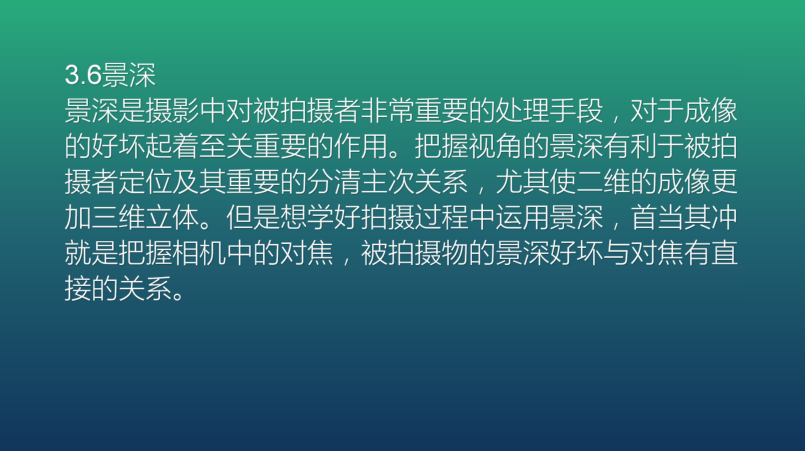 3.6景深
景深是摄影中对被拍摄者非常重要的处理手段，对于成像
的好坏起着至关重要的作用。把握视角的景深有利于被拍
摄者定位及其重要的分清主次关系，尤其使二维的成像更
加三维立体。但是想学好拍摄过程中运用景深，首当其冲
就是把握相机中的对焦，被拍摄物的景深好坏与对焦有直
接的关系。